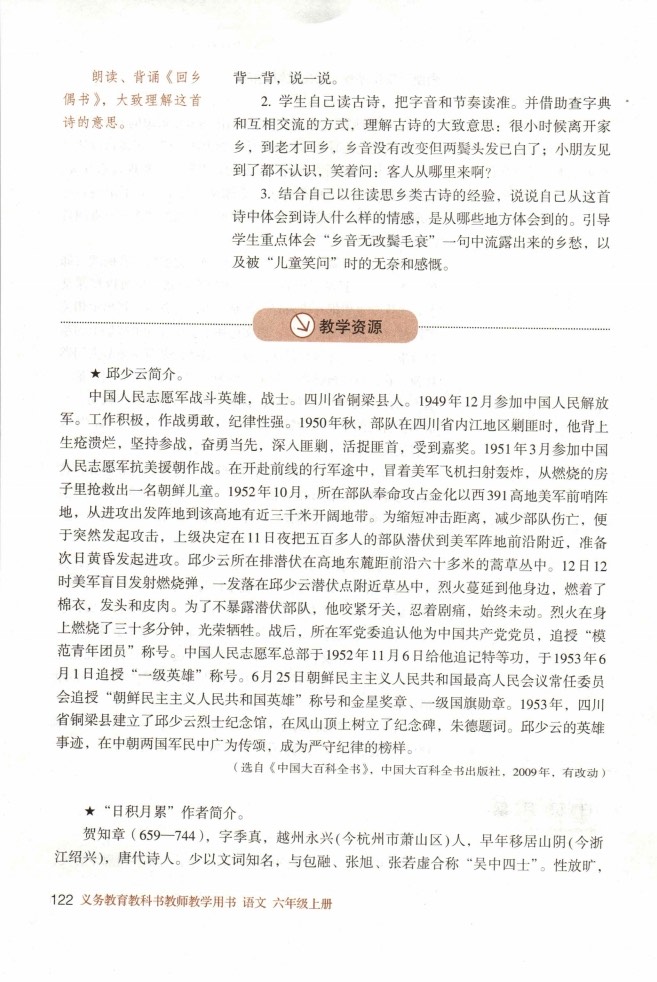 朗读、背诵《回乡
偶书》，大致理解这首
诗的意思。
背一背，说一说。
2. 学生自己读古诗，把字音和节奏读准。并借助查字典
和互相交流的方式，理解古诗的大致意思：很小时候离开家
乡，到老才回乡，乡音没有改变但两鬓头发已白了；小朋友见
到了都不认识，笑着问：客人从哪里来啊?
3. 结合自己以往读思乡类古诗的经验，说说自己从这首
诗中体会到诗人什么样的情感，是从哪些地方体会到的。引导
学生重点体会“乡音无改鬓毛衰”一句中流露出来的乡愁，以
及被“儿童笑问”时的无奈和感慨。
教学资源
★ 邱少云简介。
中国人民志愿军战斗英雄，战士。四川省铜梁县人。1949年12月参加中国人民解放
军。工作积极，作战勇敢，纪律性强。1950年秋，部队在四川省内江地区剿匪时，他背上
生疮溃烂，坚持参战，奋勇当先，深入匪剿，活捉匪首，受到嘉奖。1951年3月参加中国
人民志愿军抗美援朝作战。在开赴前线的行军途中，冒着美军飞机扫射轰炸，从燃烧的房
子里抢救出一名朝鲜儿童。1952年10月，所在部队奉命攻占金化以西391高地美军前哨阵
地，从进攻出发阵地到该高地有近三千米开阔地带。为缩短冲击距离，减少部队伤亡，便
于突然发起攻击，上级决定在11日夜把五百多人的部队潜伏到美军阵地前沿附近，准备
次日黄昏发起进攻。邱少云所在排潜伏在高地东麓距前沿六十多米的蒿草丛中。12日12
时美军盲目发射燃烧弹，一发落在邱少云潜伏点附近草丛中，烈火蔓延到他身边，燃着了
棉衣，发头和皮肉。为了不暴露潜伏部队，他咬紧牙关，忍着剧痛，始终未动。烈火在身
上燃烧了三十多分钟，光荣牺牲。战后，所在军党委追认他为中国共产党党员，追授“模
范青年团员”称号。中国人民志愿军总部于1952年11月6日给他追记特等功，于1953年6
月1日追授“一级英雄”称号。6月25日朝鲜民主主义人民共和国最高人民会议常任委员
会追授“朝鲜民主主义人民共和国英雄”称号和金星奖章、一级国旗勋章。1953年，四川
省铜梁县建立了邱少云烈士纪念馆，在凤山顶上树立了纪念碑，朱德题词。邱少云的英雄
事迹，在中朝两国军民中广为传颂，成为严守纪律的榜样。
（选自《中国大百科全书》，中国大百科全书出版社，2009年，有改动）
★ “日积月累”作者简介。
贺知章（659—744），字季真，越州永兴(今杭州市萧山区)人，早年移居山阴(今浙
江绍兴)，唐代诗人。少以文词知名，与包融、张旭、张若虚合称“吴中四士”。性放旷，
122 义务教育教科书教师教学用书 语文 六年级上册